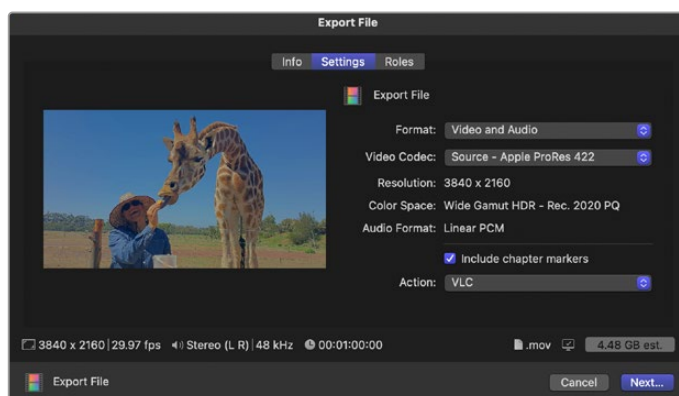 Export File
Info Settings Roles
Export File
Format: Video and Audio
Video Codec: Source - Apple ProRes 422
Resolution: 3840 x 2160
Color Space: Wide Gamut HDR - Rec. 2020 PQ
Audio Format: Linear PCM
Include chapter markers
Action: VLC
3840 x 2160 | 29.97 fps Stereo (L R) | 48 kHz 00:01:00:00 .mov 4.48 GB est.
Export File Cancel Next...